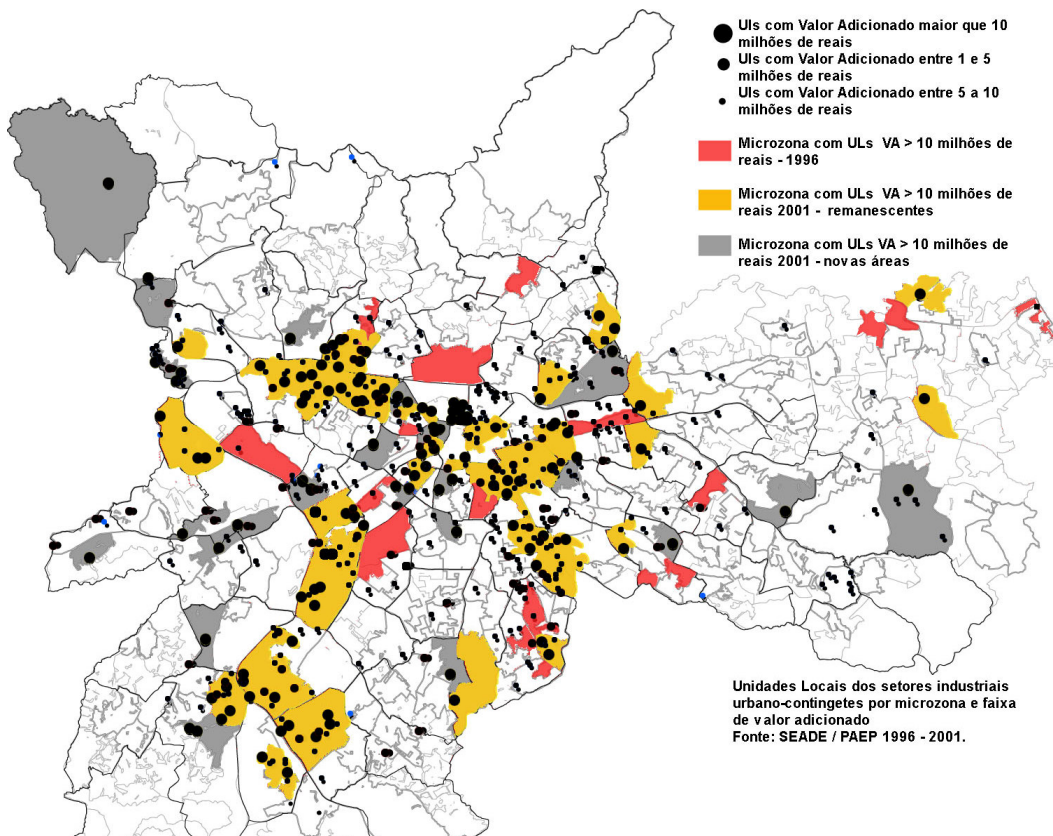 UIs com Valor Adicionado maior que 10
milhões de reais
UIs com Valor Adicionado entre 1 e 5
milhões de reais
UIs com Valor Adicionado entre 5 a 10
milhões de reais
Microzona com ULs VA > 10 milhões de
reais - 1996
Microzona com ULs VA > 10 milhões de
reais 2001 - remanescentes
Microzona com ULs VA > 10 milhões de
reais 2001 - novas áreas
Unidades Locais dos setores industriais
urbano-contingetes por microzona e faixa
de valor adicionado
Fonte: SEADE / PAEP 1996 - 2001.